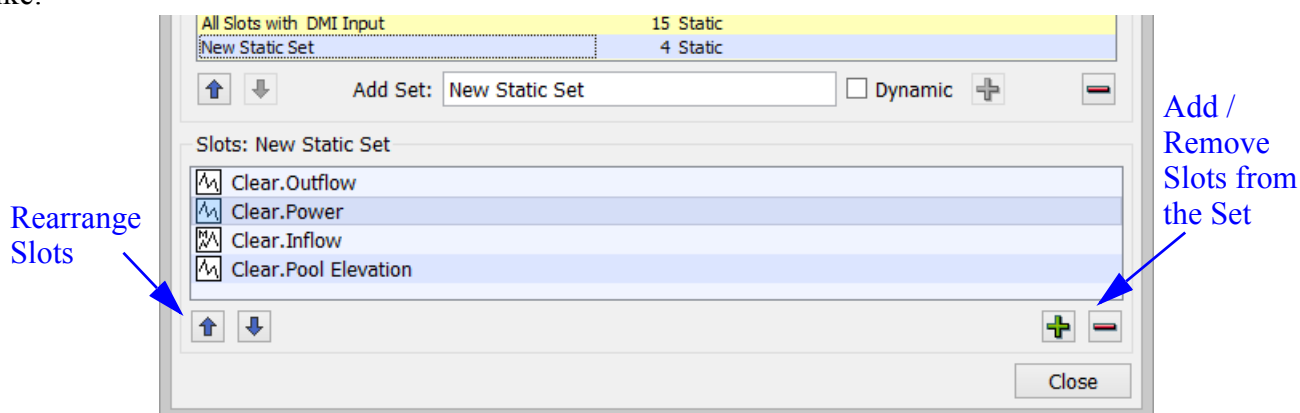 All Slots with DMI Input 15 Static
New Static Set 4 Static
Add Set: New Static Set Dynamic
Add /
Remove
Slots from
the Set
Slots: New Static Set
Clear.Outflow
Clear.Power
Clear.Inflow
Clear.Pool Elevation
Rearrange
Slots
Close